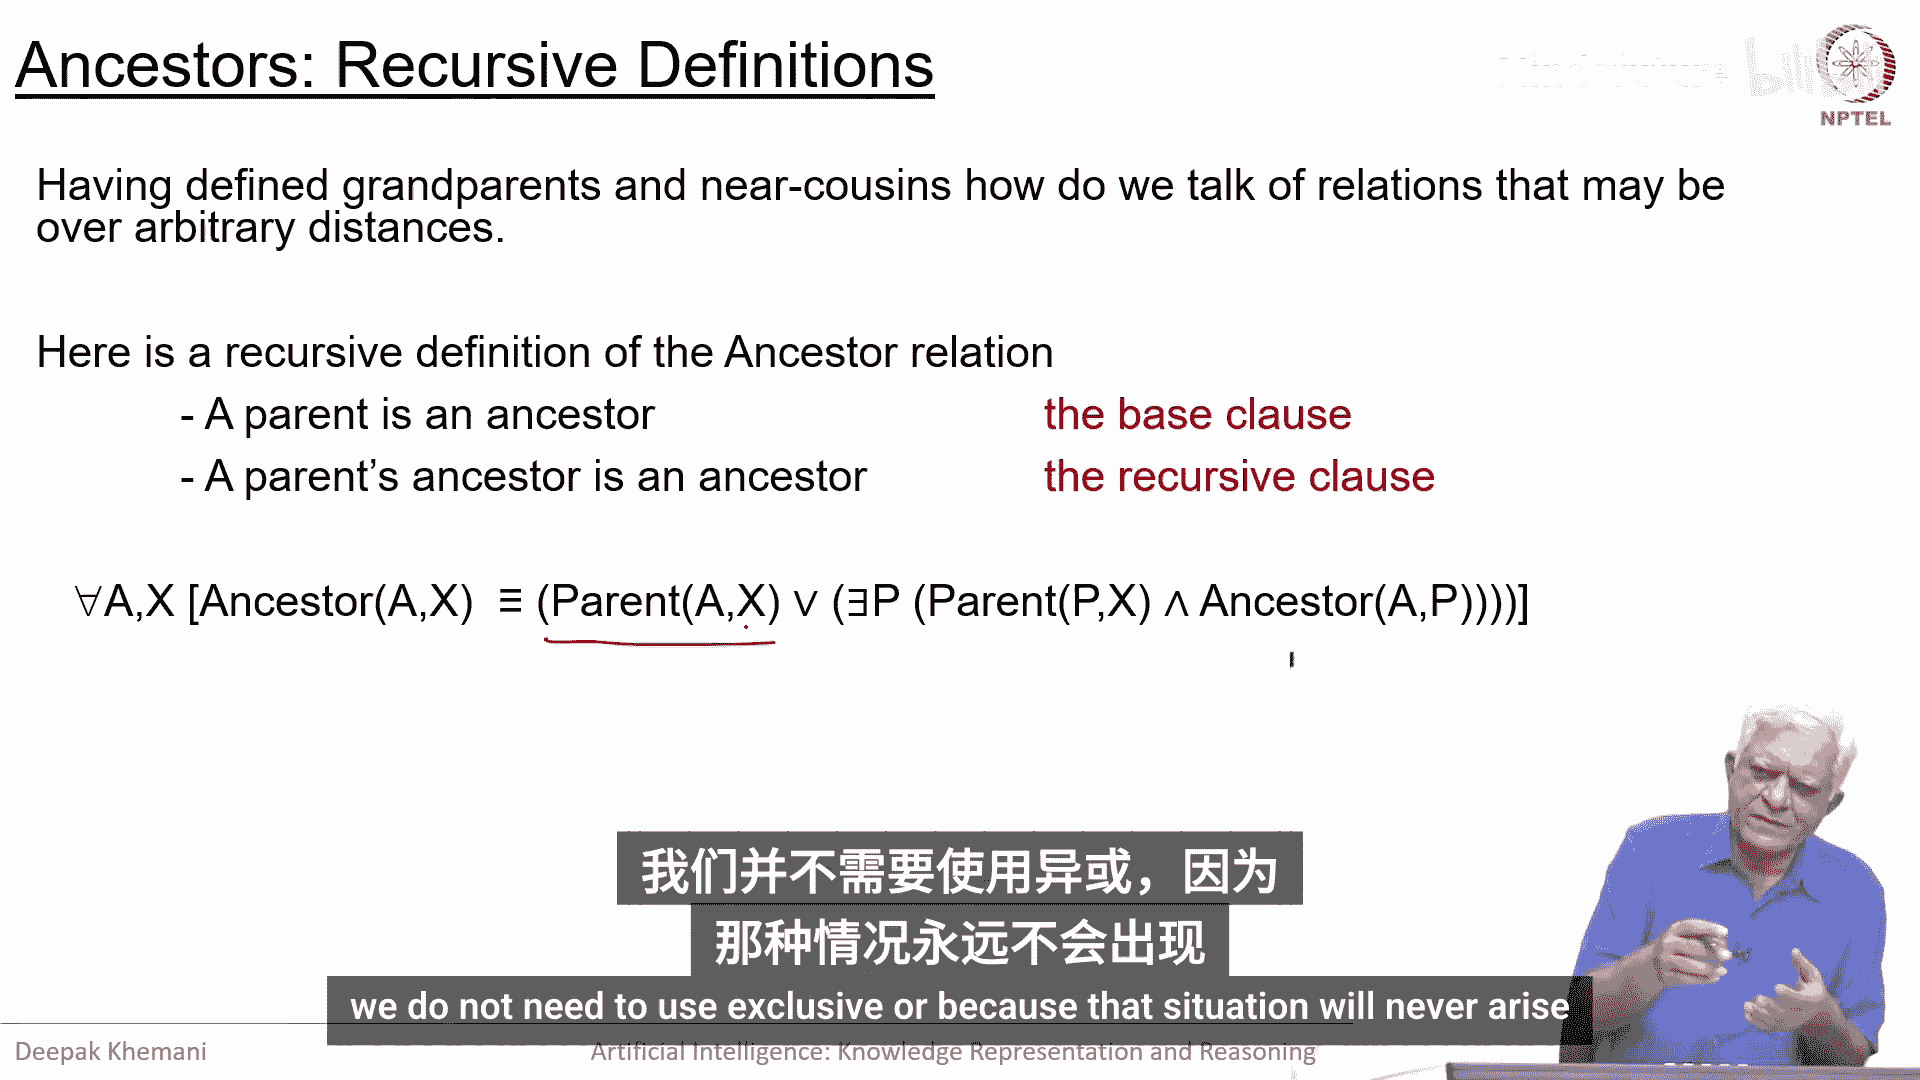 Ancestors: Recursive Definitions
NPTEL
Having defined grandparents and near-cousins how do we talk of relations that may be
over arbitrary distances.
Here is a recursive definition of the Ancestor relation
- A parent is an ancestor the base clause
- A parent’s ancestor is an ancestor the recursive clause
∀A,X [Ancestor(A,X) ≡ (Parent(A,X) ∨ (∃P (Parent(P,X) ∧ Ancestor(A,P))))]
我们并不需要使用异或，因为
那种情况永远不会出现
we do not need to use exclusive or because that situation will never arise
Deepak Khemani Artificial Intelligence: Knowledge Representation and Reasoning